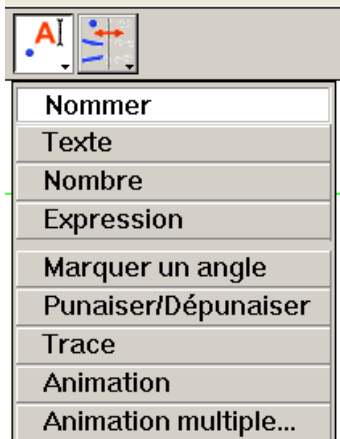 A
Nommer
Texte
Nombre
Expression
Marquer un angle
Punaiser/Dépunaiser
Trace
Animation
Animation multiple...